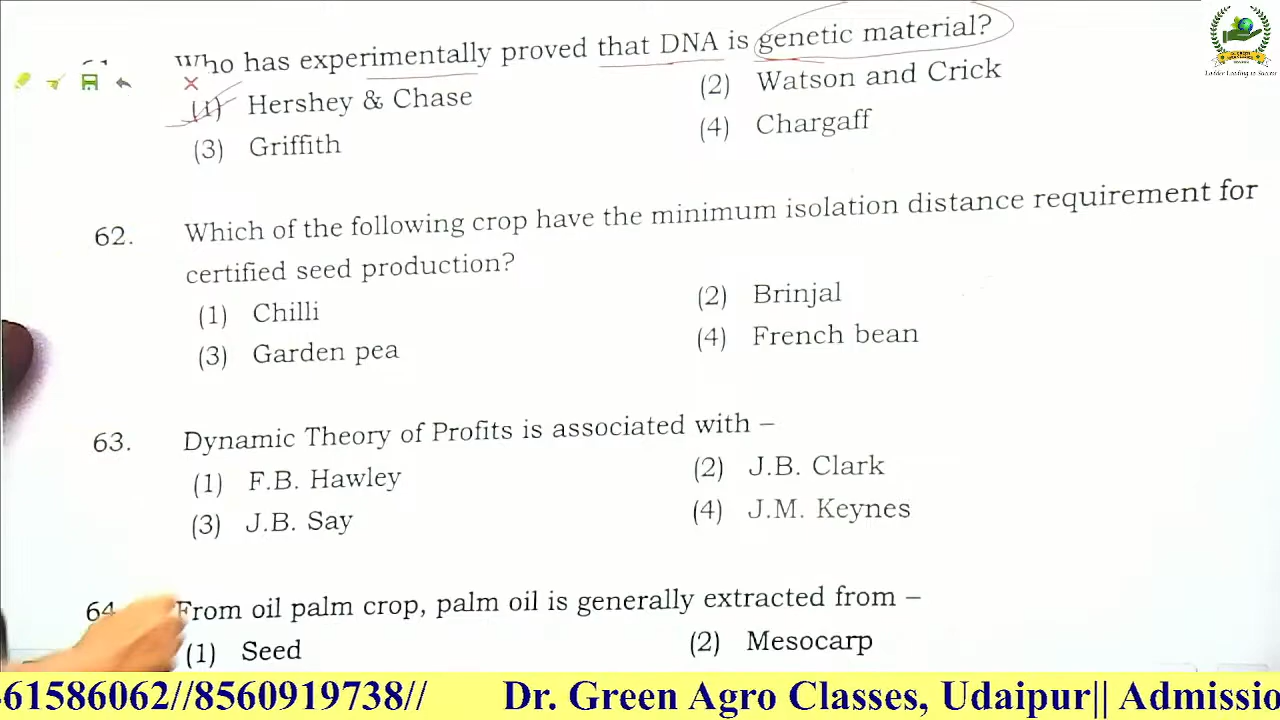 Who has experimentally proved that DNA is genetic material?
(1) Hershey & Chase
(2) Watson and Crick
(3) Griffith
(4) Chargaff
62. Which of the following crop have the minimum isolation distance requirement for
certified seed production?
(1) Chilli
(2) Brinjal
(3) Garden pea
(4) French bean
63. Dynamic Theory of Profits is associated with –
(1) F.B. Hawley
(2) J.B. Clark
(3) J.B. Say
(4) J.M. Keynes
64 From oil palm crop, palm oil is generally extracted from –
(1) Seed
(2) Mesocarp
61586062//8560919738// Dr. Green Agro Classes, Udaipur|| Admissio